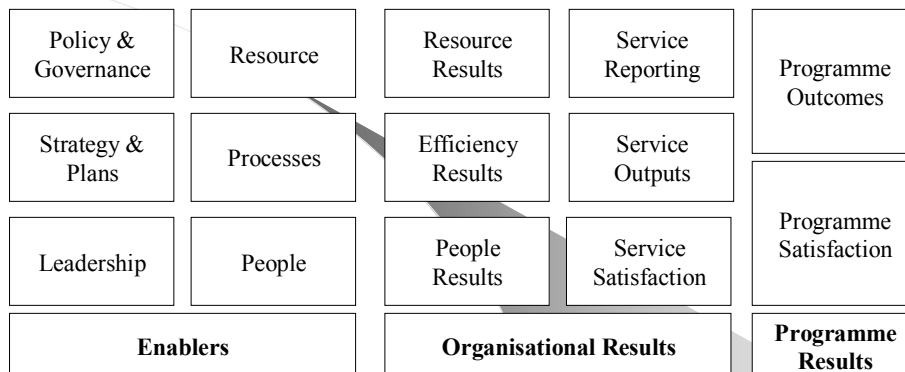 Policy &
Governance
Resource
Resource
Results
Service
Reporting
Programme
Outcomes
Strategy &
Plans
Processes
Efficiency
Results
Service
Outputs
Programme
Satisfaction
Leadership
People
People
Results
Service
Satisfaction
Enablers
Organisational Results
Programme
Results